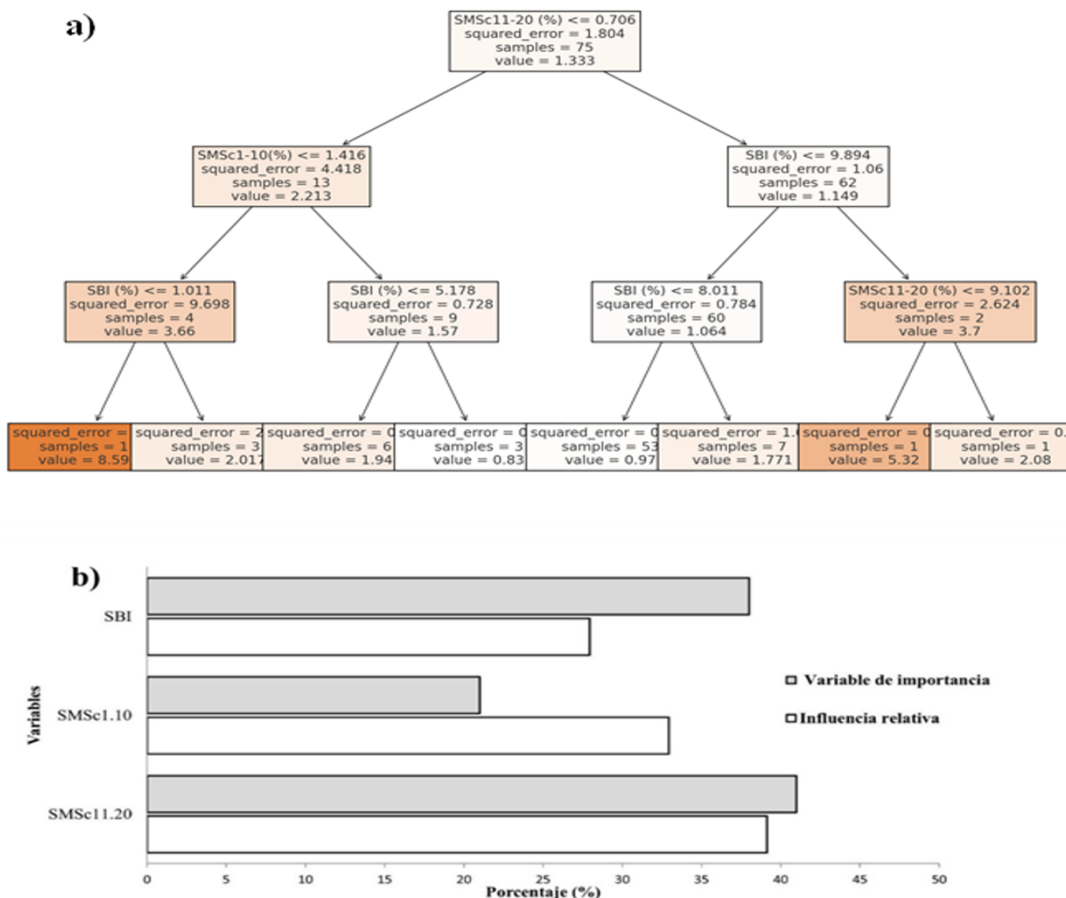 a)
SMSc11-20 (%) <= 0.706
squared_error = 1.804
samples = 75
value = 1.333
SMSc1-10(%) <= 1.416
squared_error = 4.418
samples = 13
value = 2.213
SBI (%) <= 9.894
squared_error = 1.06
samples = 62
value = 1.149
SBI (%) <= 1.011
squared_error = 9.698
samples = 4
value = 3.66
SBI (%) <= 5.178
squared_error = 0.728
samples = 9
value = 1.57
SBI (%) <= 8.011
squared_error = 0.784
samples = 60
value = 1.064
SMSc11-20 (%) <= 9.102
squared_error = 2.624
samples = 2
value = 3.7
squared_error =
samples = 1
value = 8.59
squared_error = 2
samples = 3
value = 2.017
squared_error = 0
samples = 6
value = 1.94
squared_error = 0
samples = 3
value = 0.83
squared_error = 0
samples = 53
value = 0.97
squared_error = 1.
samples = 7
value = 1.771
squared_error = 0
samples = 1
value = 5.32
squared_error = 0.
samples = 1
value = 2.08
b)
SBI
SMSc1.10
SMSc11.20
Variables
Variable de importancia
Influencia relativa
0 5 10 15 20 25 30 35 40 45 50
Porcentaje (%)